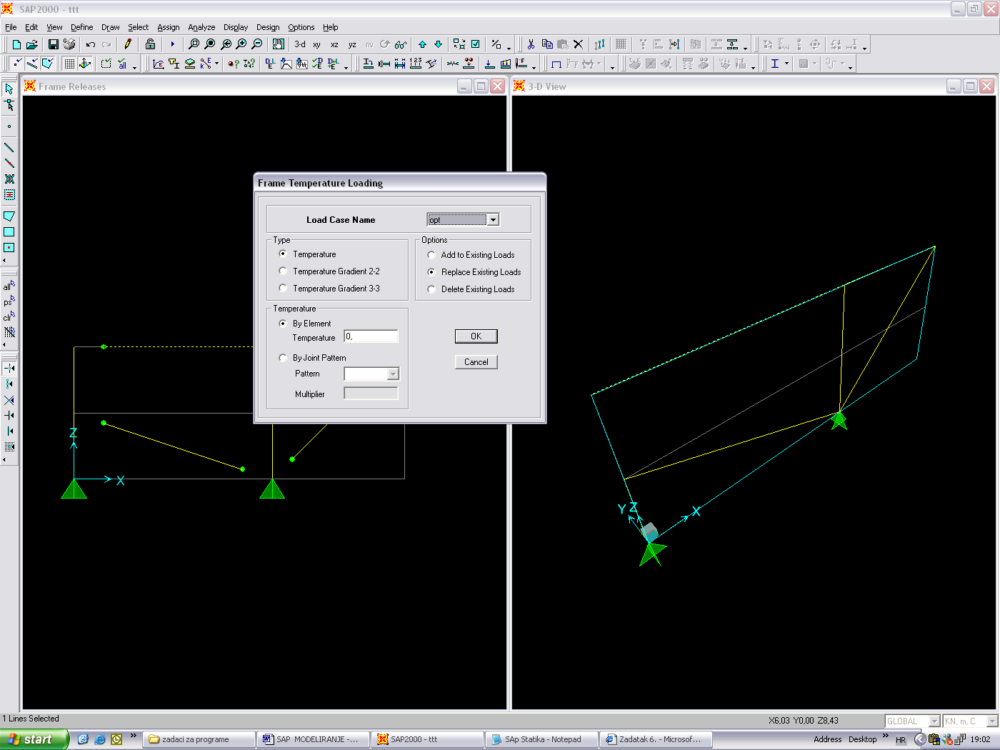 SAP2000 - ttt
File Edit View Define Draw Select Assign Analyze Display Design Options Help
3-d xy xz yz nv
Frame Releases
3-D View
all
ps
clr
Frame Temperature Loading
Load Case Name opt
Type
Temperature
Temperature Gradient 2-2
Temperature Gradient 3-3
Options
Add to Existing Loads
Replace Existing Loads
Delete Existing Loads
Temperature
By Element
Temperature 0,
By Joint Pattern
Pattern
Multiplier
OK
Cancel
Z
X
Y Z X
1 Lines Selected
X6,03 Y0,00 Z8,43
GLOBAL
KN, m, C
start
zadaci za programe
SAP MODELIRANJE -...
SAP2000 - ttt
SAp Statika - Notepad
Zadatak 6. - Microsof...
Address Desktop
HR
19:02